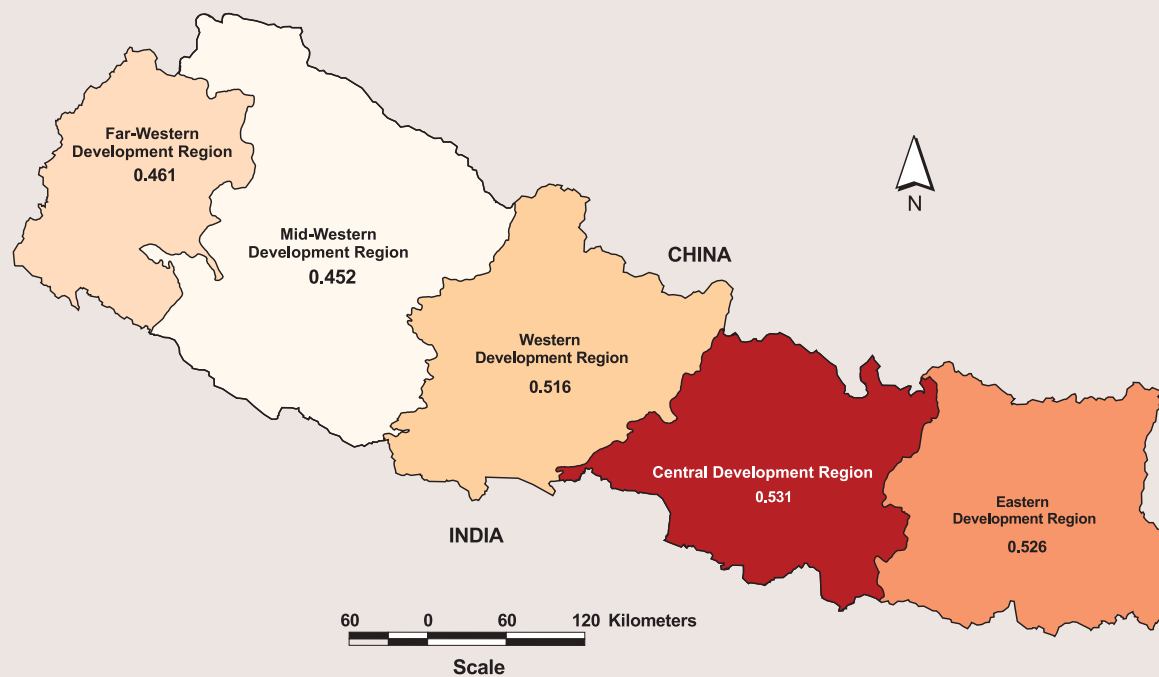 Far-Western
Development Region
0.461
Mid-Western
Development Region
0.452
CHINA
N
Western
Development Region
0.516
Central Development Region
0.531
Eastern
Development Region
0.526
INDIA
60 0 60 120 Kilometers
Scale